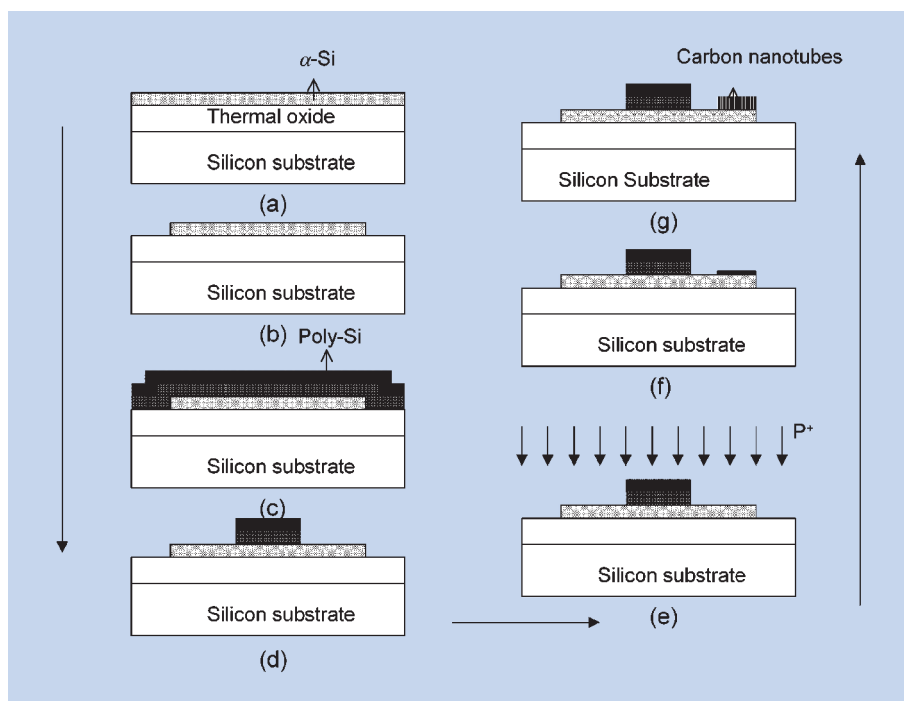 α-Si
Thermal oxide
Silicon substrate
(a)
Silicon substrate
(b)
Poly-Si
Silicon substrate
(c)
Silicon substrate
(d)
P⁺
Silicon substrate
(e)
Silicon substrate
(f)
Carbon nanotubes
Silicon Substrate
(g)